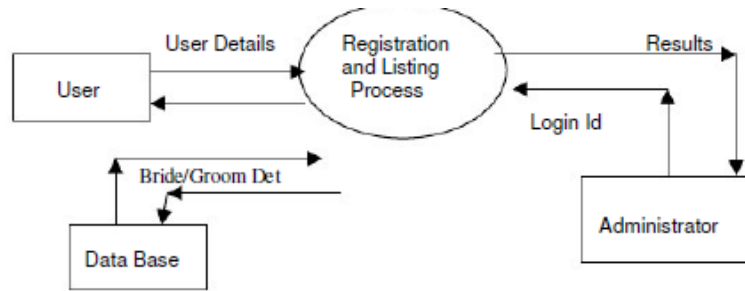 User Details
Registration
and Listing
Process
Results
User
Login Id
Bride/Groom Det
Administrator
Data Base